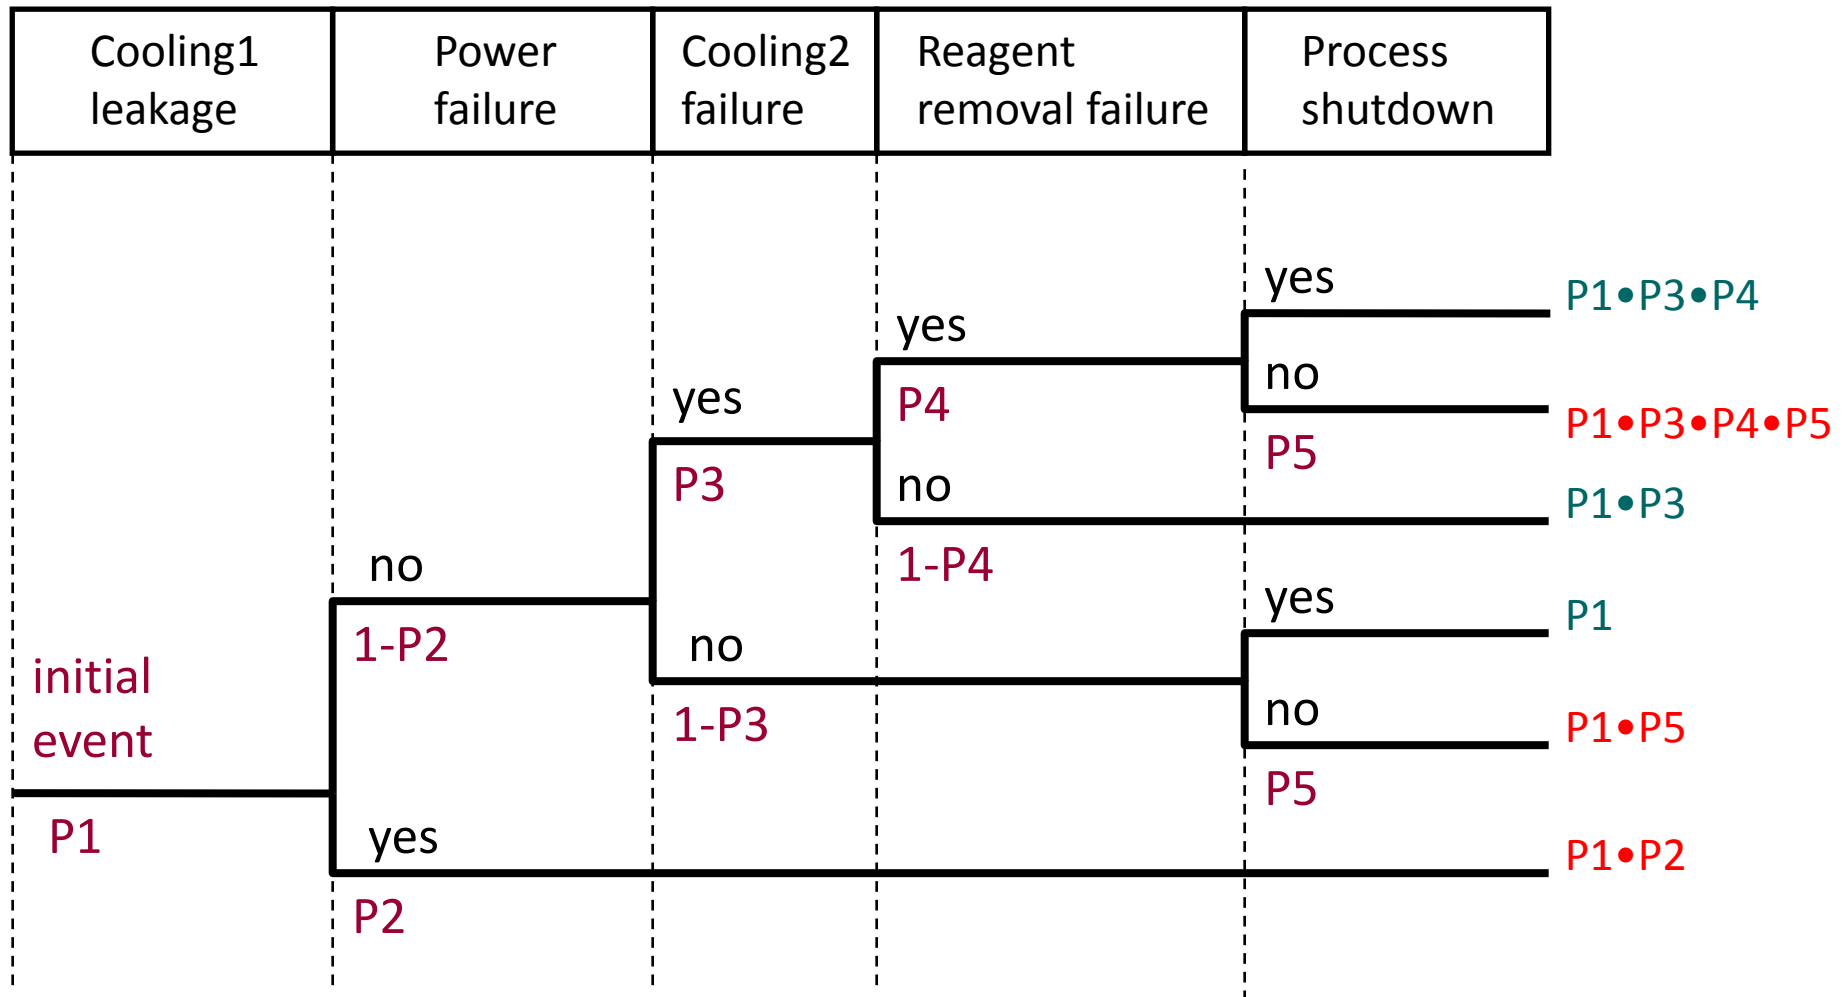 Cooling1
leakage
Power
failure
Cooling2
failure
Reagent
removal failure
Process
shutdown
yes
P1•P3•P4
yes
no
P4
P1•P3•P4•P5
yes
P5
P3
no
P1•P3
no
1-P4
yes
P1
1-P2
no
initial
event
1-P3
no
P1•P5
P5
P1
yes
P1•P2
P2